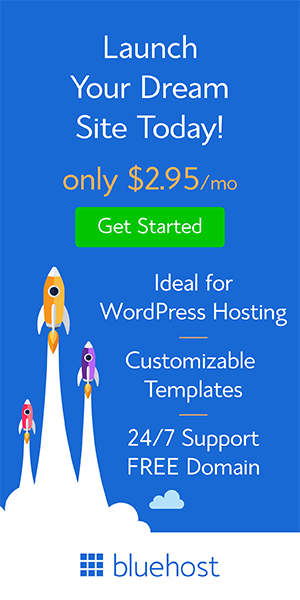 Launch
Your Dream
Site Today!
only $2.95/mo
Get Started
Ideal for
WordPress Hosting
Customizable
Templates
24/7 Support
FREE Domain
bluehost